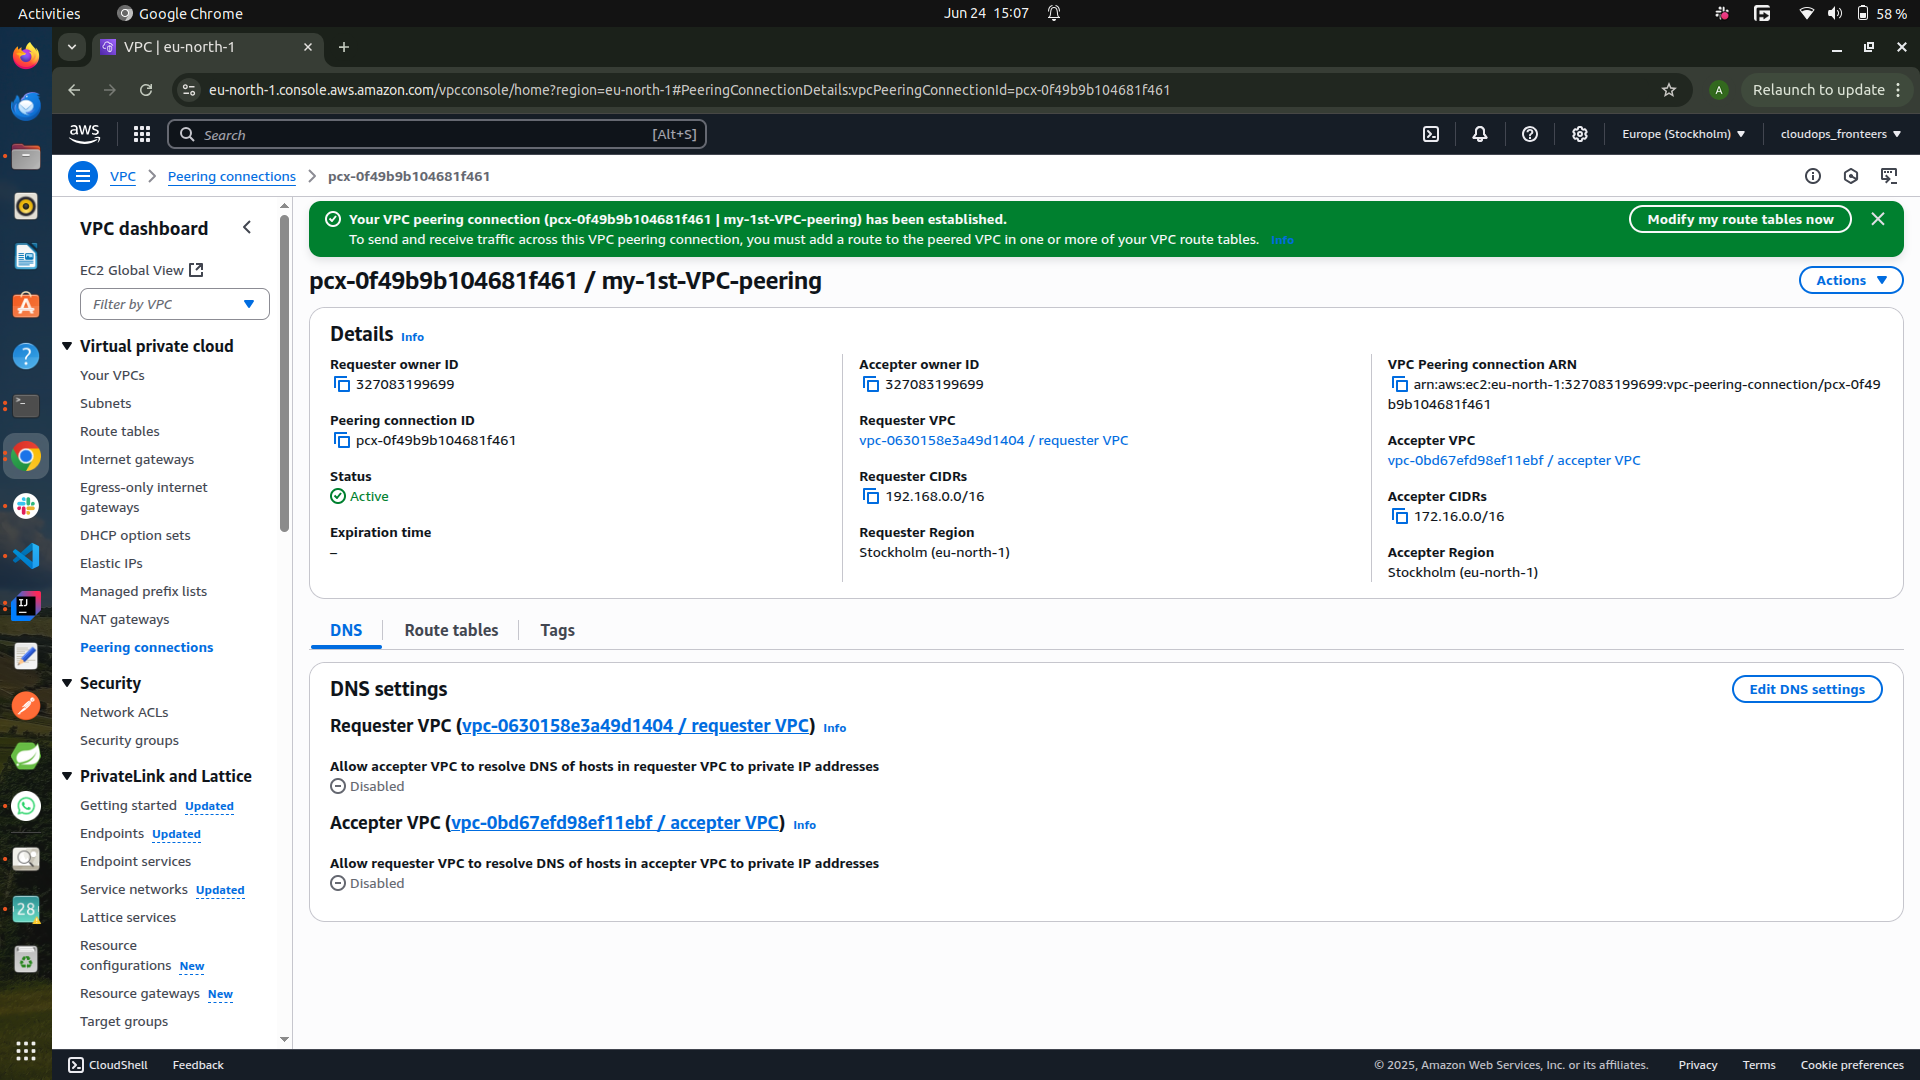 Activities
Google Chrome
Jun 24 15:07
58 %
VPC | eu-north-1
eu-north-1.console.aws.amazon.com/vpcconsole/home?region=eu-north-1#PeeringConnectionDetails:vpcPeeringConnectionId=pcx-0f49b9b104681f461
A
Relaunch to update
aws
Search
[Alt+S]
Europe (Stockholm)
cloudops_fronteers
VPC
Peering connections
pcx-0f49b9b104681f461
VPC dashboard
EC2 Global View
Filter by VPC
Virtual private cloud
Your VPCs
Subnets
Route tables
Internet gateways
Egress-only internet
gateways
DHCP option sets
Elastic IPs
Managed prefix lists
NAT gateways
Peering connections
Security
Network ACLs
Security groups
PrivateLink and Lattice
Getting started Updated
Endpoints Updated
Endpoint services
Service networks Updated
Lattice services
Resource
configurations New
Resource gateways New
Target groups
Your VPC peering connection (pcx-0f49b9b104681f461 | my-1st-VPC-peering) has been established.
To send and receive traffic across this VPC peering connection, you must add a route to the peered VPC in one or more of your VPC route tables. Info
Modify my route tables now
pcx-0f49b9b104681f461 / my-1st-VPC-peering
Actions
Details Info
Requester owner ID
327083199699
Peering connection ID
pcx-0f49b9b104681f461
Status
Active
Expiration time
–
Accepter owner ID
327083199699
Requester VPC
vpc-0630158e3a49d1404 / requester VPC
Requester CIDRs
192.168.0.0/16
Requester Region
Stockholm (eu-north-1)
VPC Peering connection ARN
arn:aws:ec2:eu-north-1:327083199699:vpc-peering-connection/pcx-0f49
b9b104681f461
Accepter VPC
vpc-0bd67efd98ef11ebf / accepter VPC
Accepter CIDRs
172.16.0.0/16
Accepter Region
Stockholm (eu-north-1)
DNS
Route tables
Tags
DNS settings
Edit DNS settings
Requester VPC (vpc-0630158e3a49d1404 / requester VPC) Info
Allow accepter VPC to resolve DNS of hosts in requester VPC to private IP addresses
Disabled
Accepter VPC (vpc-0bd67efd98ef11ebf / accepter VPC) Info
Allow requester VPC to resolve DNS of hosts in accepter VPC to private IP addresses
Disabled
IJ
28
CloudShell
Feedback
© 2025, Amazon Web Services, Inc. or its affiliates.
Privacy
Terms
Cookie preferences